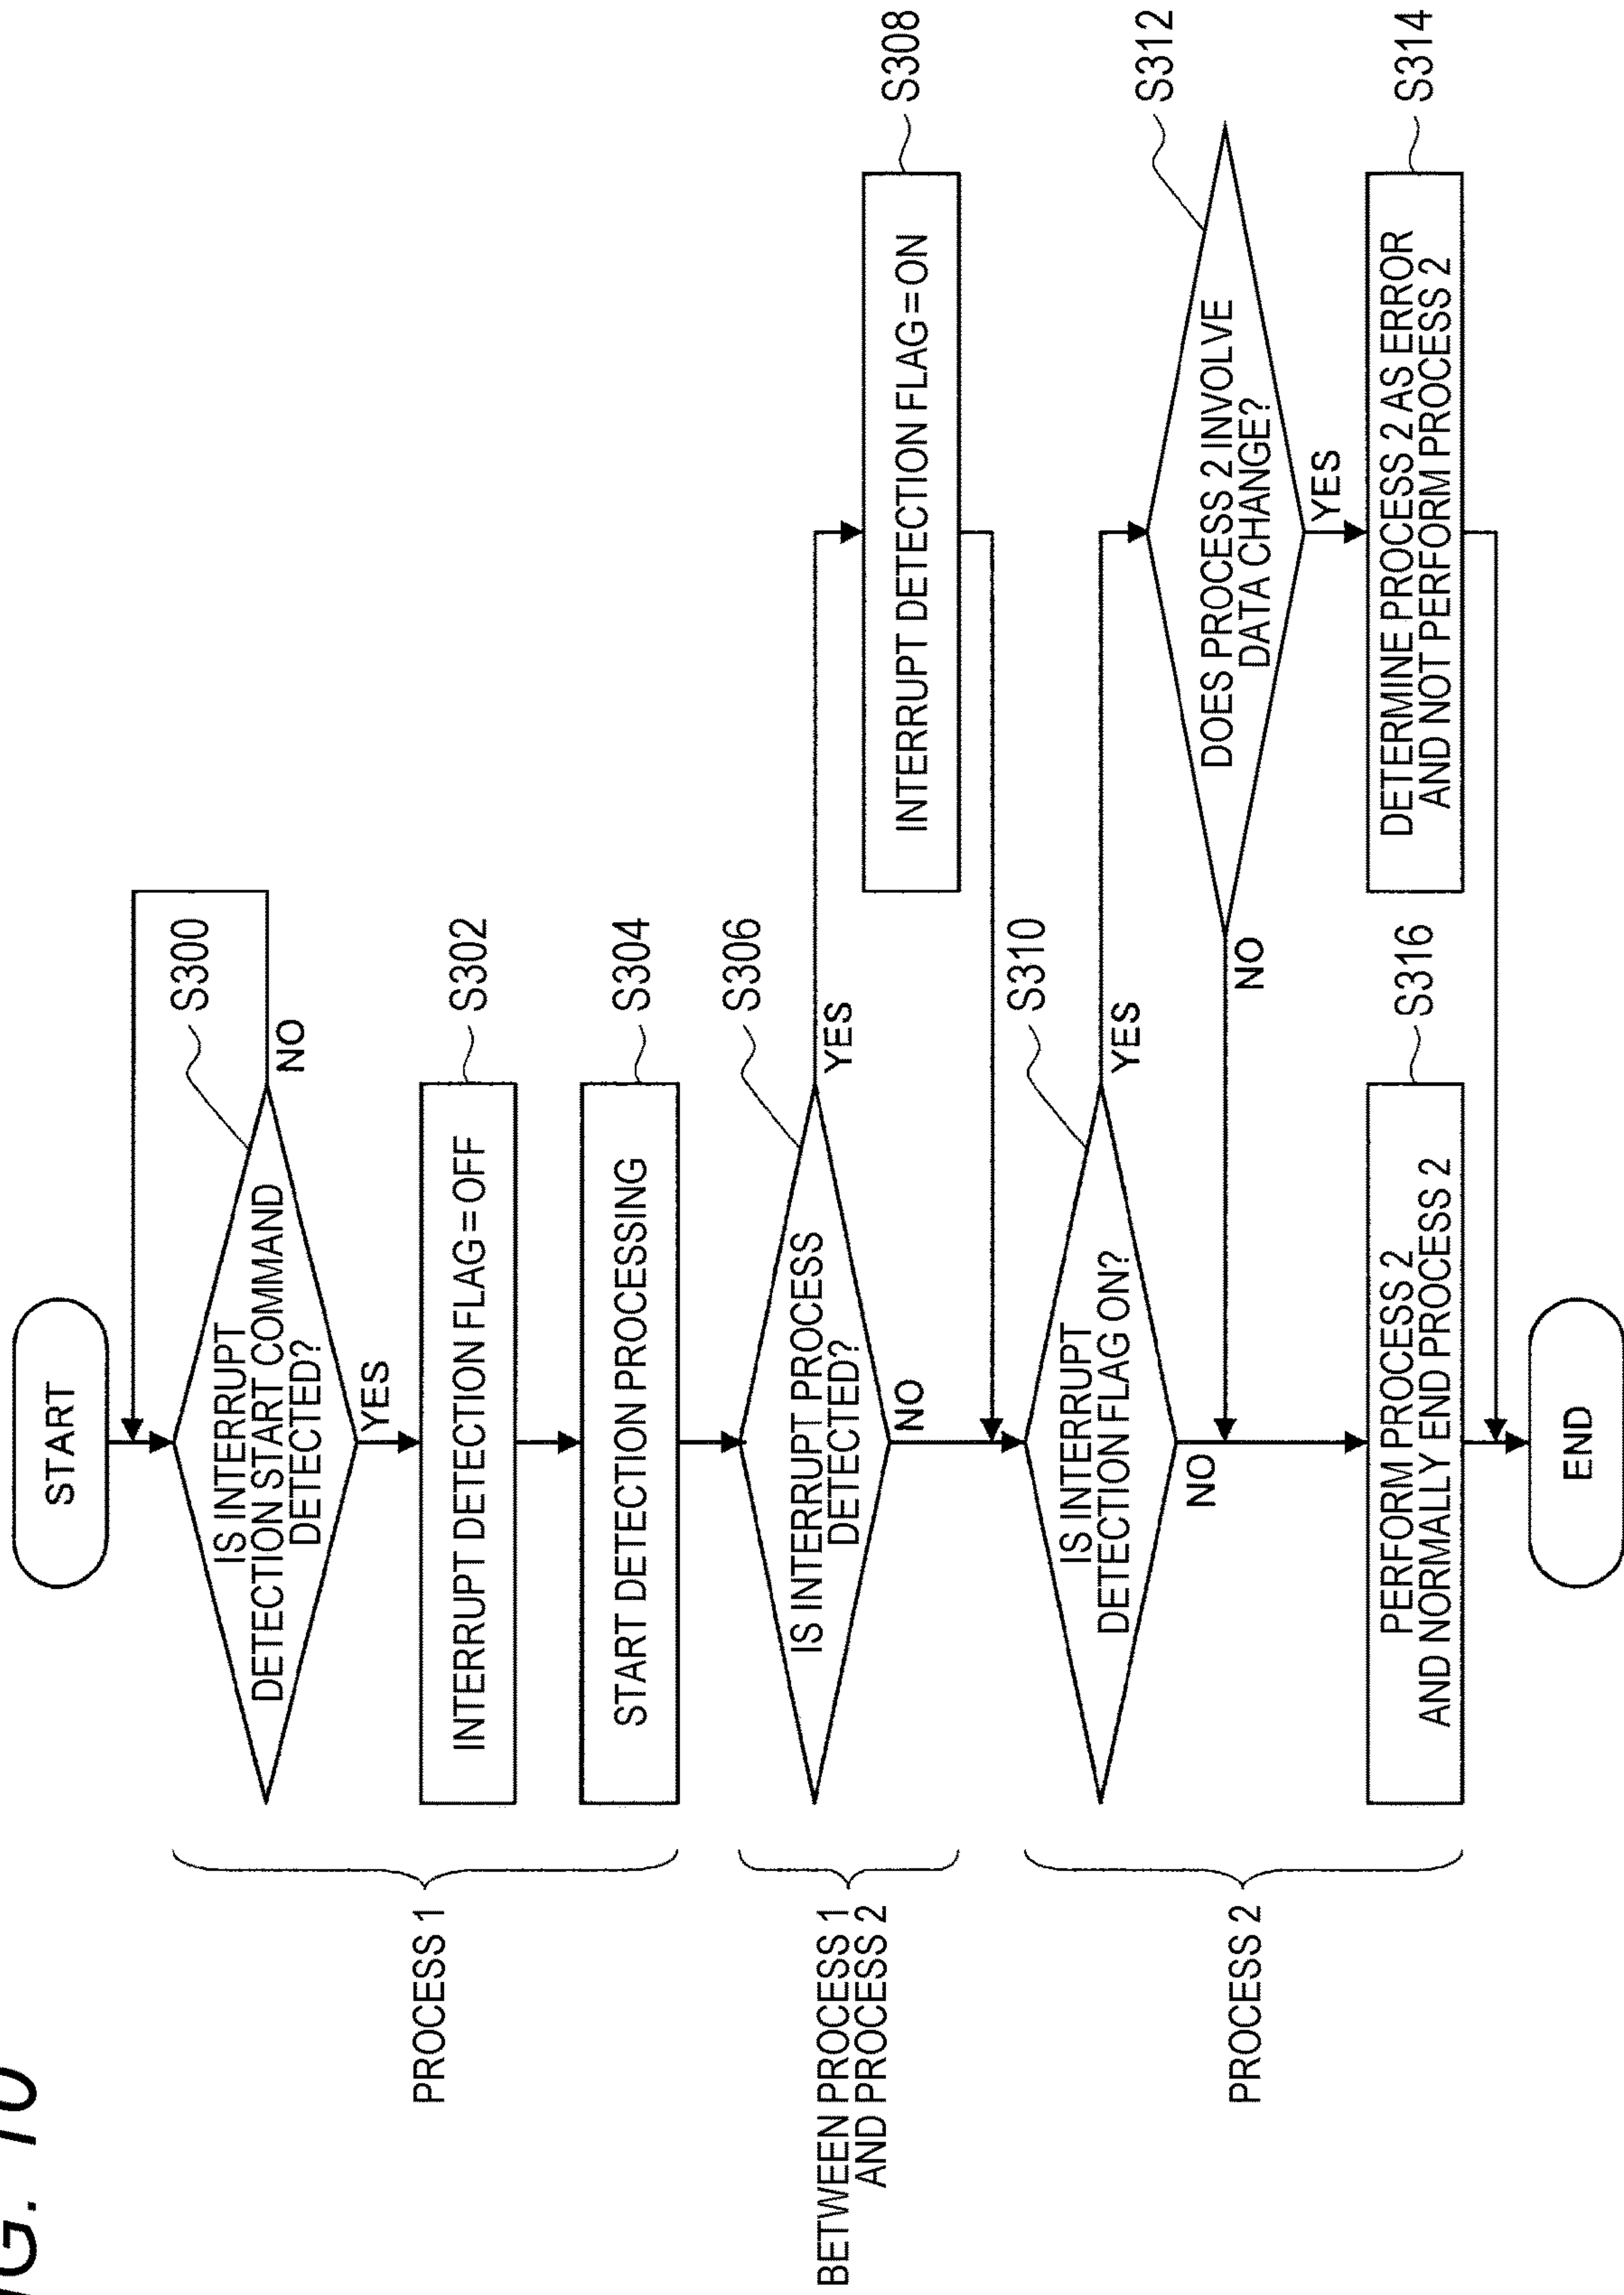 FIG. 10
START
S300
IS INTERRUPT
DETECTION START COMMAND
DETECTED?
NO
YES
S302
INTERRUPT DETECTION FLAG = OFF
S304
START DETECTION PROCESSING
PROCESS 1
S306
IS INTERRUPT PROCESS
DETECTED?
YES
NO
S308
INTERRUPT DETECTION FLAG = ON
BETWEEN PROCESS 1
AND PROCESS 2
S310
IS INTERRUPT
DETECTION FLAG ON?
YES
NO
S312
DOES PROCESS 2 INVOLVE
DATA CHANGE?
NO
YES
S314
DETERMINE PROCESS 2 AS ERROR
AND NOT PERFORM PROCESS 2
S316
PERFORM PROCESS 2
AND NORMALLY END PROCESS 2
PROCESS 2
END